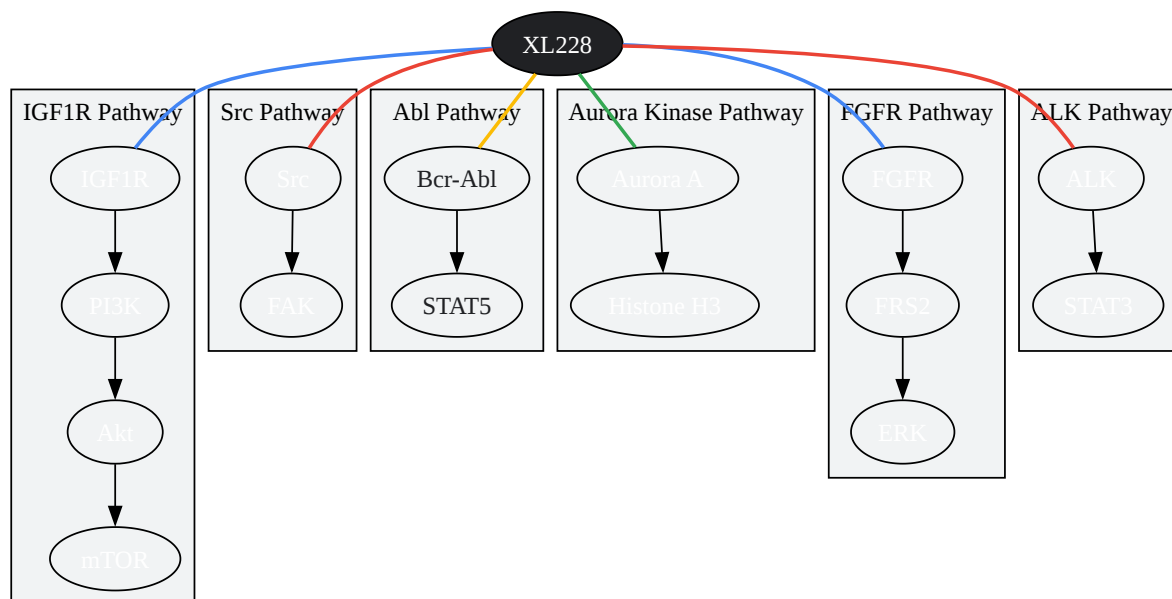 XL228
IGF1R Pathway
Src Pathway
Abl Pathway
Aurora Kinase Pathway
FGFR Pathway
ALK Pathway
IGF1R
Src
Bcr-Abl
Aurora A
FGFR
ALK
PI3K
FAK
STAT5
Histone H3
FRS2
STAT3
Akt
ERK
mTOR